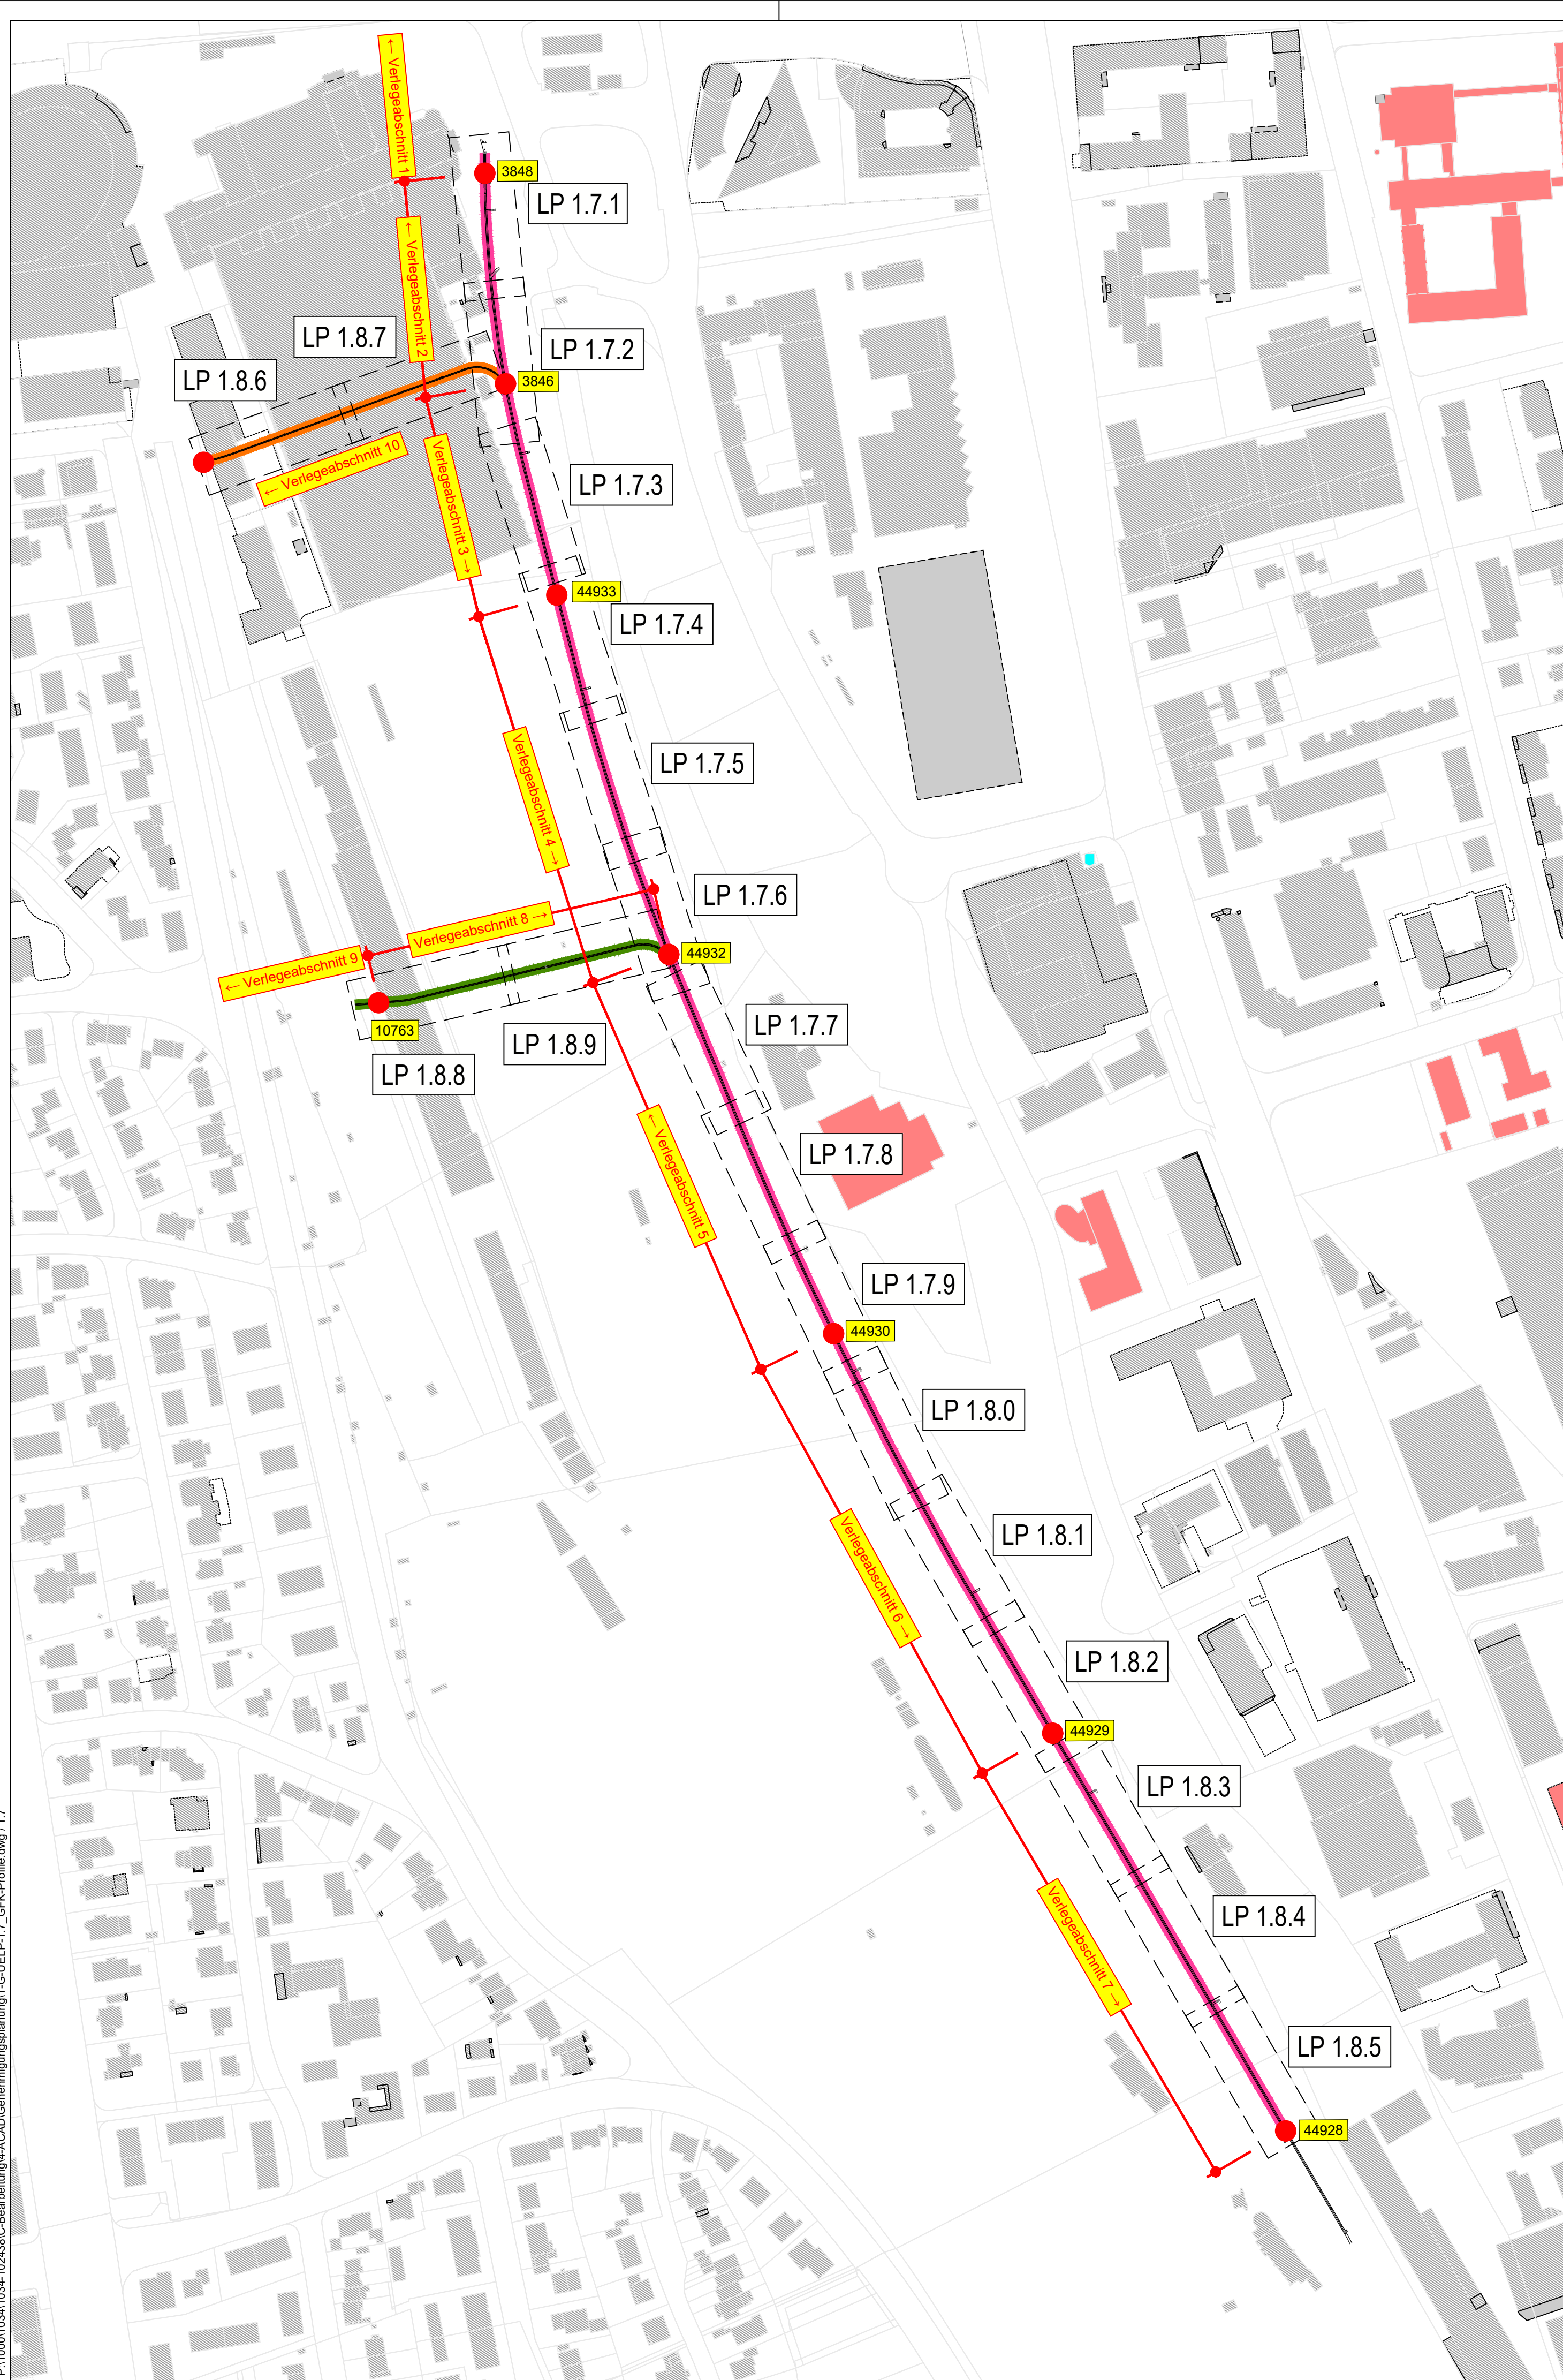 ← Verlegeabschnitt 1
3848
LP 1.7.1
← Verlegeabschnitt 2
LP 1.8.7
LP 1.7.2
LP 1.8.6
3846
← Verlegeabschnitt 10
Verlegeabschnitt 3 →
LP 1.7.3
44933
LP 1.7.4
Verlegeabschnitt 4 →
LP 1.7.5
LP 1.7.6
Verlegeabschnitt 8 →
44932
← Verlegeabschnitt 9
LP 1.7.7
10763
LP 1.8.9
LP 1.8.8
← Verlegeabschnitt 5
LP 1.7.8
LP 1.7.9
44930
LP 1.8.0
LP 1.8.1
Verlegeabschnitt 6 →
LP 1.8.2
44929
LP 1.8.3
Verlegeabschnitt 7 →
LP 1.8.4
LP 1.8.5
44928